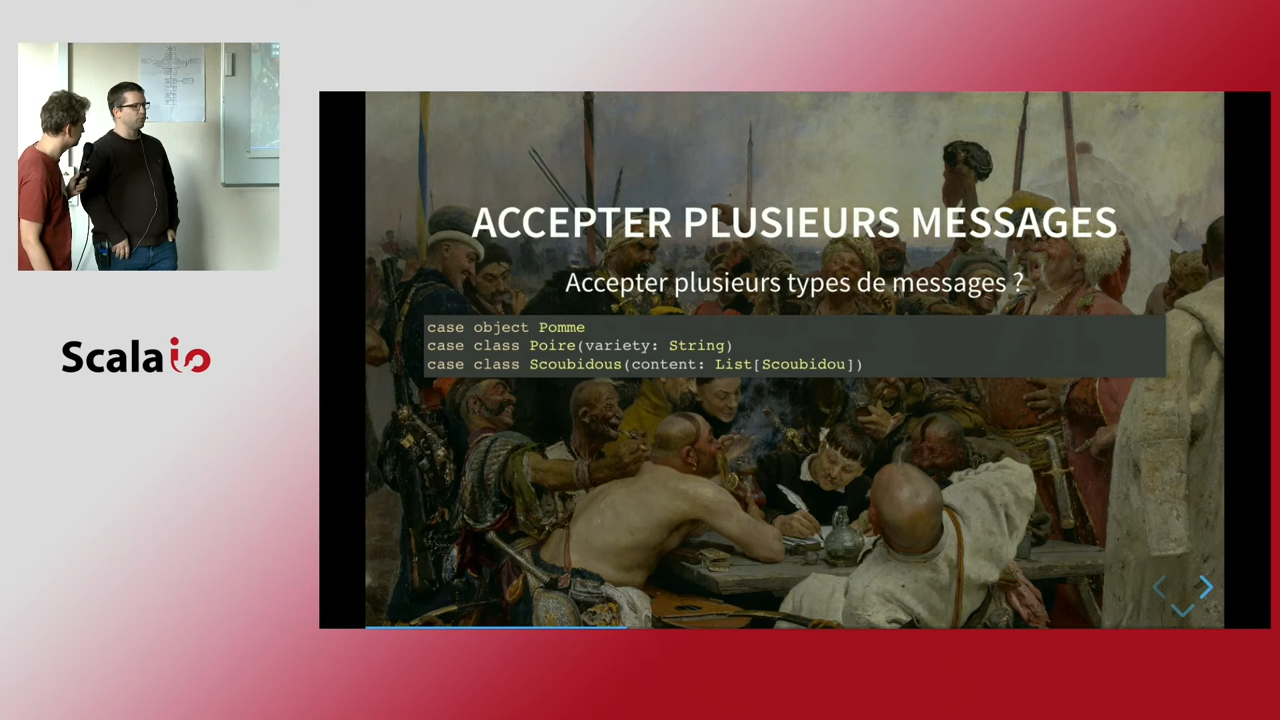 Scala io
ACCEPTER PLUSIEURS MESSAGES
Accepter plusieurs types de messages ?
case object Pomme
case class Poire(variety: String)
case class Scoubidous(content: List[Scoubidou])